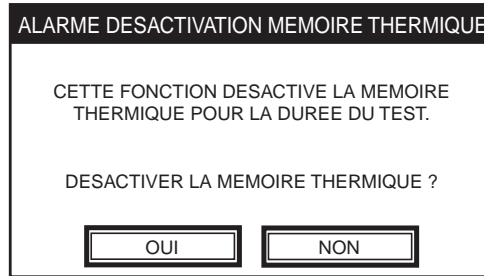 ALARME DESACTIVATION MEMOIRE THERMIQUE
CETTE FONCTION DESACTIVE LA MEMOIRE
THERMIQUE POUR LA DUREE DU TEST.
DESACTIVER LA MEMOIRE THERMIQUE ?
OUI NON